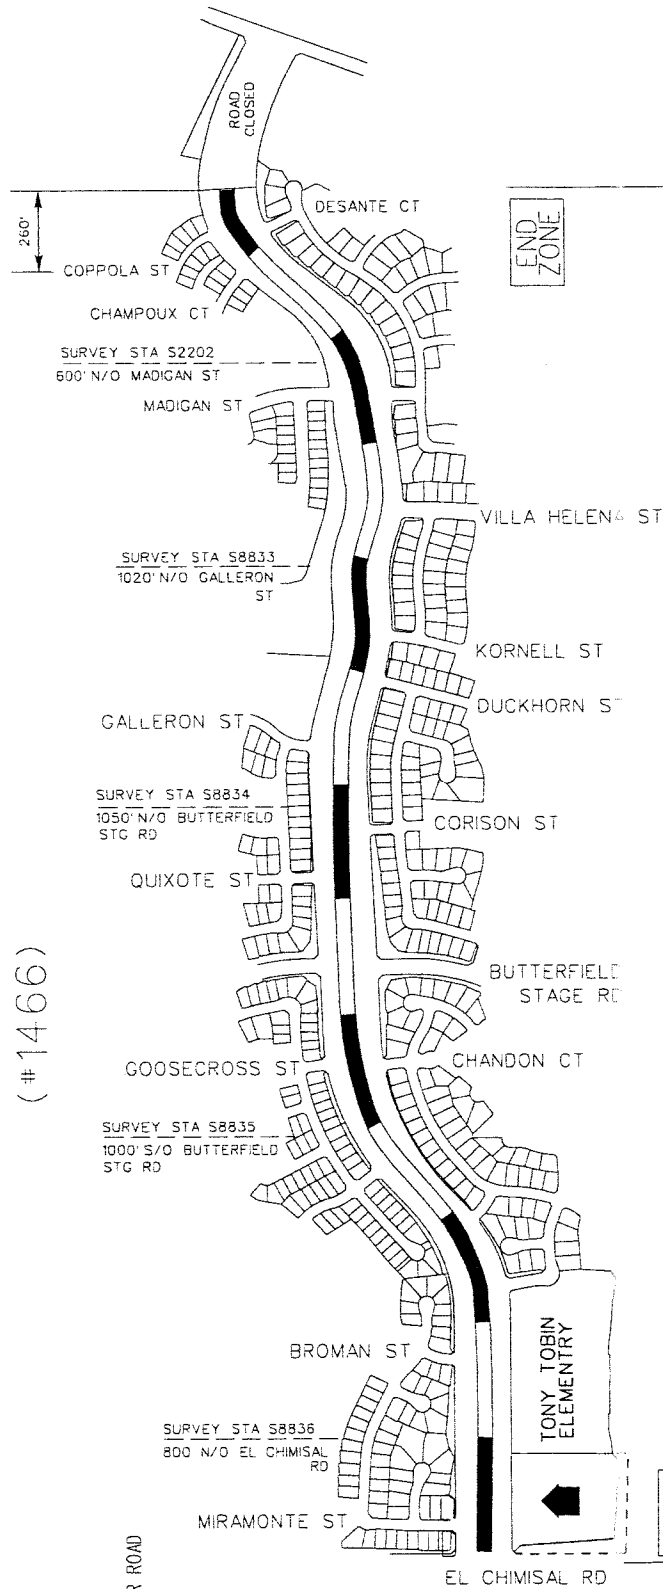 ROAD
CLOSED
260'
DESANTE CT
END
ZONE
COPPOLA ST
CHAMPOUX CT
SURVEY STA S2202
600' N/O MADIGAN ST
MADIGAN ST
VILLA HELENA ST
SURVEY STA S8833
1020' N/O GALLERON
ST
KORNELL ST
DUCKHORN ST
GALLERON ST
SURVEY STA S8834
1050' N/O BUTTERFIELD
STG RD
CORISON ST
QUIXOTE ST
(#1466)
BUTTERFIELD
STAGE RD
GOOSECROSS ST
CHANDON CT
SURVEY STA S8835
1000' S/O BUTTERFIELD
STG RD
BROMAN ST
TONY TOBIN
ELEMENTRY
SURVEY STA S8836
800 N/O EL CHIMISAL
RD
MIRAMONTE ST
R ROAD
EL CHIMISAL RD